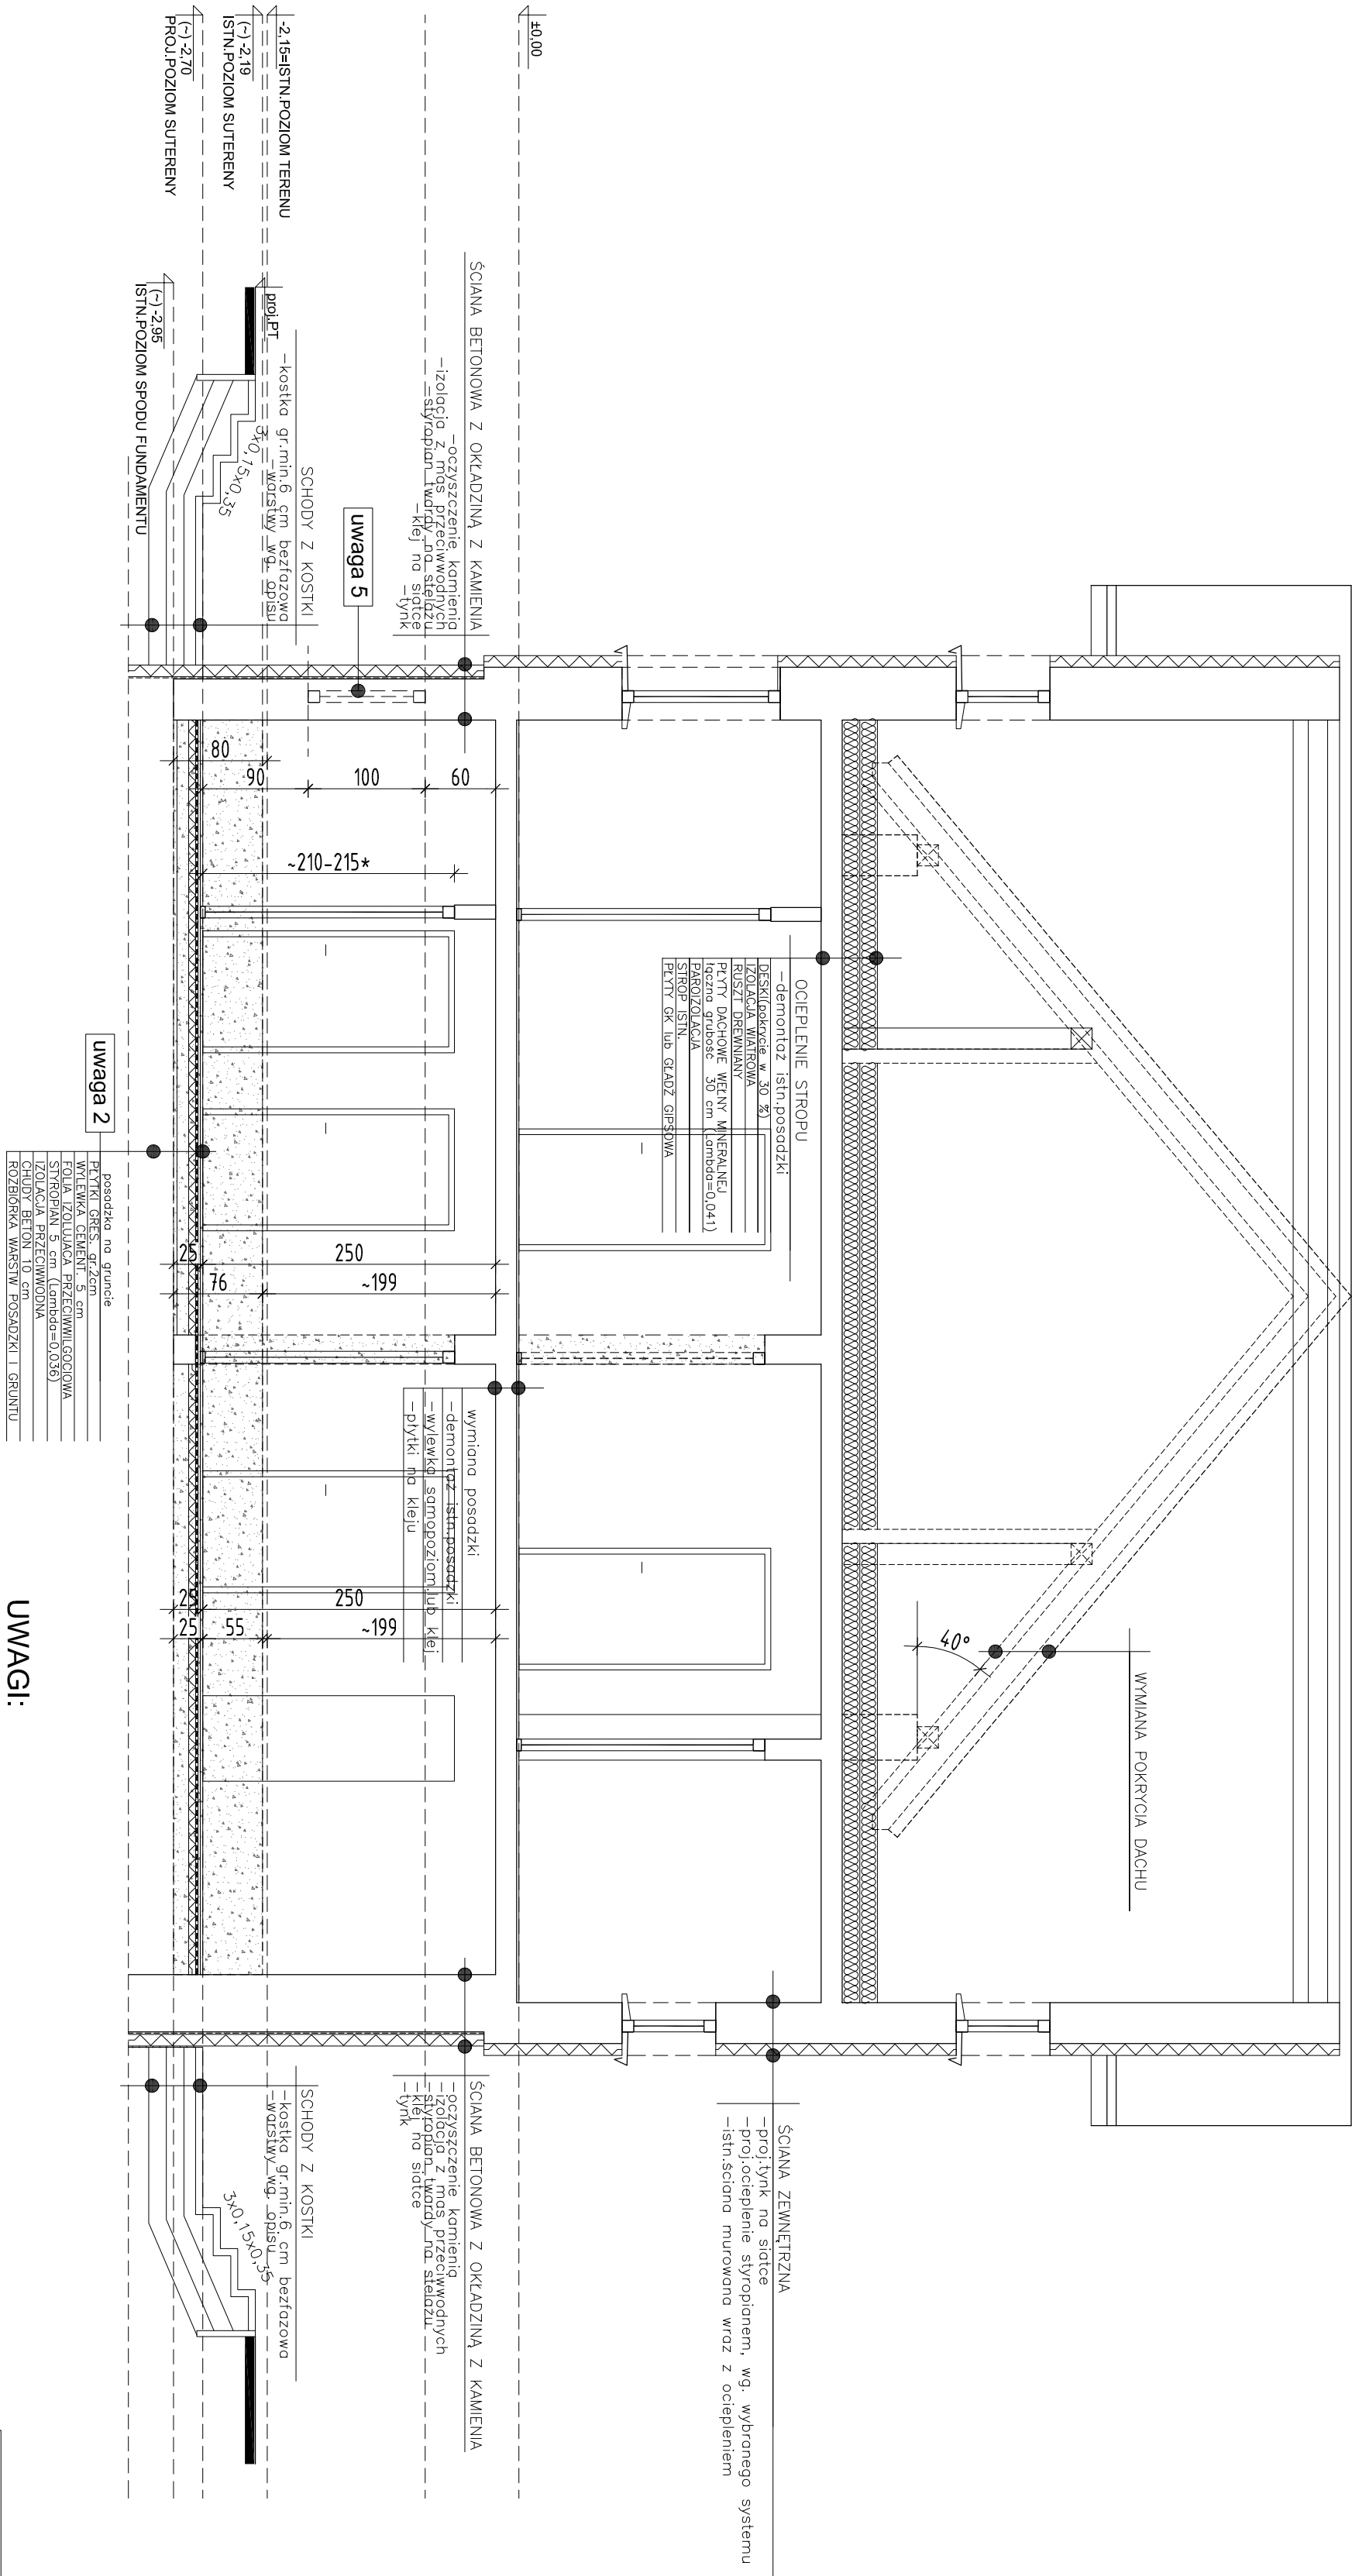 WYMIANA POKRYCIA DACHU
40°
OCIEPLENIE STROPU
-demontaż istn.posadzki
DESKI(pokrycie w 30 %)
IZOLACJA WIATROWA
RUSZT DREWNIANY
PŁYTY DACHOWE WEŁNY MINERALNEJ
łączna grubość 30 cm (Lambda=0,041)
PAROIZOLACJA
STROP ISTN.
PŁYTY GK lub GŁADŹ GIPSOWA
ŚCIANA ZEWNĘTRZNA
-proj.tynk na siatce
-proj.ocieplenie styropianem, wg. wybranego systemu
-istn.ściana murowana wraz z ociepleniem
±0,00
ŚCIANA BETONOWA Z OKŁADZINĄ Z KAMIENIA
-oczyszczenie kamienia
-izolacja z mas przeciwwodnych
-styropian twardy na stelażu
-klej na siatce
-tynk
wymiana posadzki
-demontaż istn.posadzki
-wylewka samopoziom.lub klej
-płytki na kleju
ŚCIANA BETONOWA Z OKŁADZINĄ Z KAMIENIA
-oczyszczenie kamienia
-izolacja z mas przeciwwodnych
-styropian twardy na stelażu
-klej na siatce
-tynk
uwaga 5
60
100
90
80
~210-215*
250
~199
25
76
250
~199
25
25
55
-2,15=ISTN.POZIOM TERENU
(~)-2,19
ISTN.POZIOM SUTERENY
(~)-2,70
PROJ.POZIOM SUTERENY
proj.PT
(~)-2,95
ISTN.POZIOM SPODU FUNDAMENTU
SCHODY Z KOSTKI
-kostka gr.min.6 cm bezfazowa
-warstwy wg. opisu
3x0,15x0,35
SCHODY Z KOSTKI
-kostka gr.min.6 cm bezfazowa
-warstwy wg. opisu
3x0,15x0,35
uwaga 2
posadzka na gruncie
PŁYTKI GRES. gr.2cm
WYLEWKA CEMENT. 5 cm
FOLIA IZOLUJĄCA PRZECIWWILGOCIOWA
STYROPIAN 5 cm (Lambda=0,036)
IZOLACJA PRZECIWWODNA
CHUDY BETON 10 cm
ROZBIÓRKA WARSTW POSADZKI I GRUNTU
UWAGI: